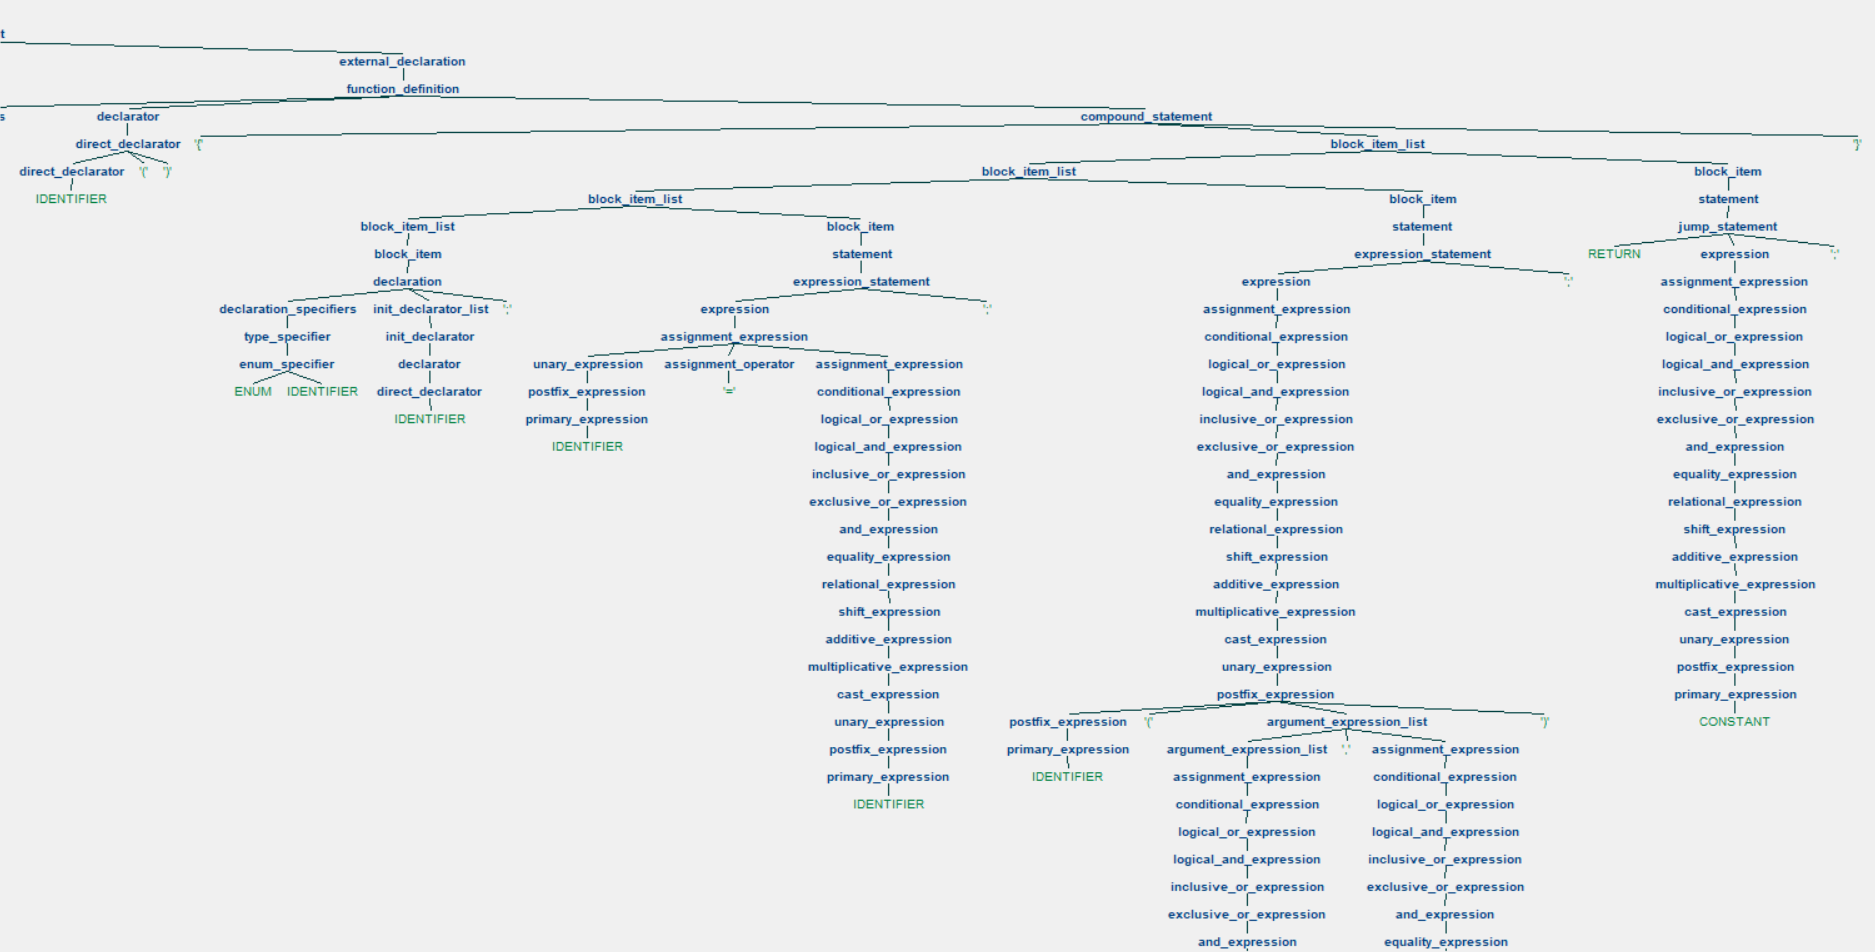 t
external_declaration
function_definition
s declarator compound_statement
direct_declarator '{' block_item_list '}'
direct_declarator '(' ')' block_item_list block_item
IDENTIFIER block_item_list block_item statement
block_item_list block_item statement jump_statement
block_item statement expression_statement RETURN expression ';'
declaration expression_statement expression ';' assignment_expression
declaration_specifiers init_declarator_list ';' expression ';' assignment_expression conditional_expression
type_specifier init_declarator assignment_expression conditional_expression logical_or_expression
enum_specifier declarator unary_expression assignment_operator assignment_expression logical_or_expression logical_and_expression
ENUM IDENTIFIER direct_declarator postfix_expression '=' conditional_expression logical_and_expression inclusive_or_expression
IDENTIFIER primary_expression logical_or_expression inclusive_or_expression exclusive_or_expression
IDENTIFIER logical_and_expression exclusive_or_expression and_expression
inclusive_or_expression and_expression equality_expression
exclusive_or_expression equality_expression relational_expression
and_expression relational_expression shift_expression
equality_expression shift_expression additive_expression
relational_expression additive_expression multiplicative_expression
shift_expression multiplicative_expression cast_expression
additive_expression cast_expression unary_expression
multiplicative_expression unary_expression postfix_expression
cast_expression postfix_expression primary_expression
unary_expression postfix_expression '(' argument_expression_list ')' CONSTANT
postfix_expression primary_expression argument_expression_list ',' assignment_expression
primary_expression IDENTIFIER assignment_expression conditional_expression
IDENTIFIER conditional_expression logical_or_expression
logical_or_expression logical_and_expression
logical_and_expression inclusive_or_expression
inclusive_or_expression exclusive_or_expression
exclusive_or_expression and_expression
and_expression equality_expression